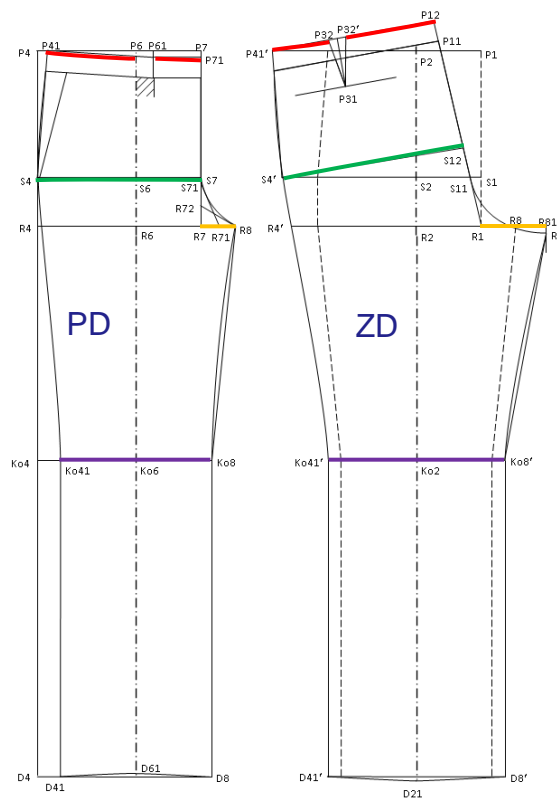 P12
P41 P6 P61 P7 P32 P32′ P11
P4 P71 P41′ P2 P1
P31
S12
S4 S6 S71 S7 S4′ S2 S11 S1
R72
R4 R6 R7 R71 R8 R4′ R2 R1 R8 R81
R
PD ZD
Ko4 Ko41 Ko6 Ko8 Ko41′ Ko2 Ko8′
D61
D4 D8 D41′ D8′
D41 D21